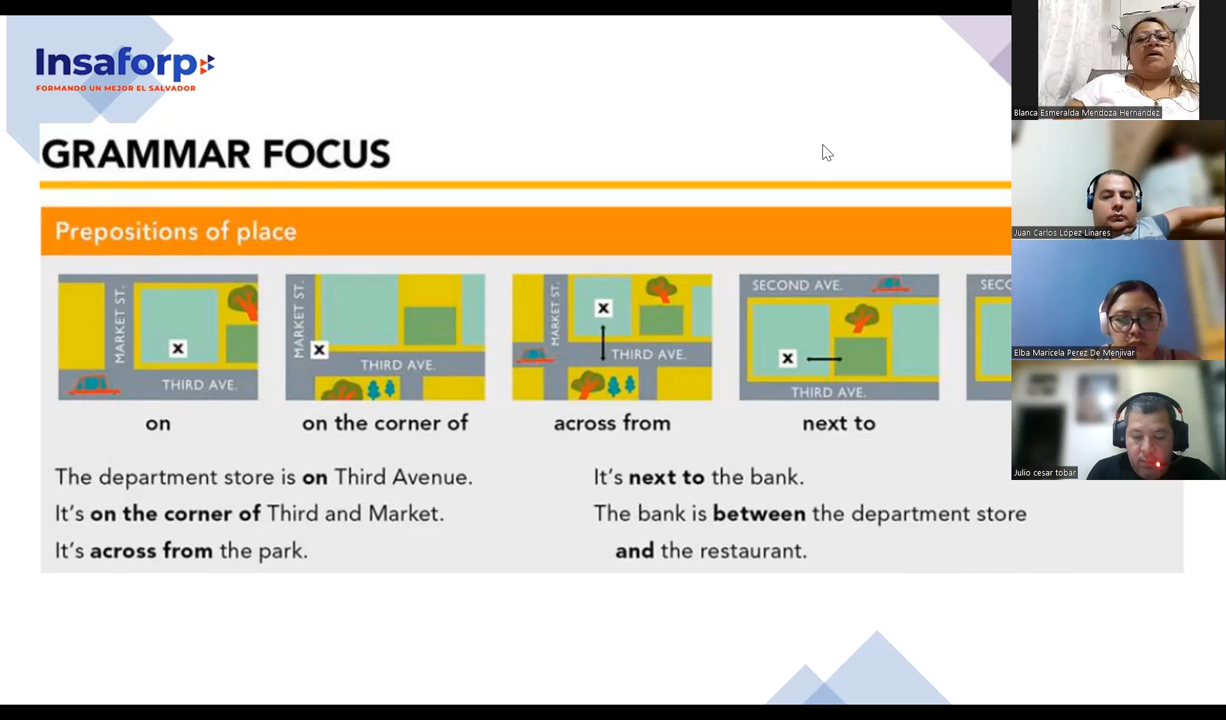 Insaforp
FORMANDO UN MEJOR EL SALVADOR
GRAMMAR FOCUS
Prepositions of place
MARKET ST.
THIRD AVE.
on
MARKET ST.
THIRD AVE.
on the corner of
MARKET ST.
THIRD AVE.
across from
SECOND AVE.
THIRD AVE.
next to
SEC
The department store is on Third Avenue.
It's on the corner of Third and Market.
It's across from the park.
It's next to the bank.
The bank is between the department store
and the restaurant.
Blanca Esmeralda Mendoza Hernández
Juan Carlos López Linares
Elba Maricela Perez De Menjivar
Julio cesar tobar